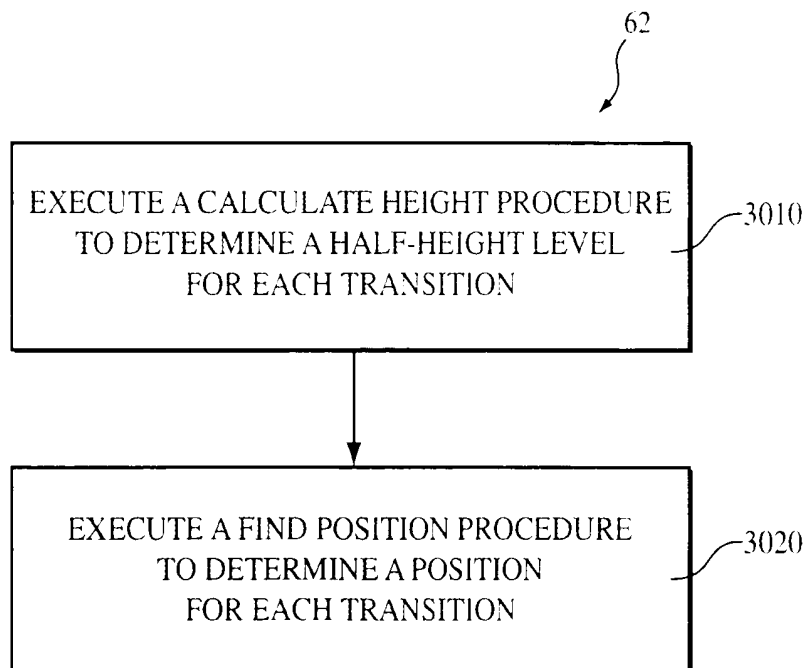 62
EXECUTE A CALCULATE HEIGHT PROCEDURE
TO DETERMINE A HALF-HEIGHT LEVEL
FOR EACH TRANSITION
3010
EXECUTE A FIND POSITION PROCEDURE
TO DETERMINE A POSITION
FOR EACH TRANSITION
3020